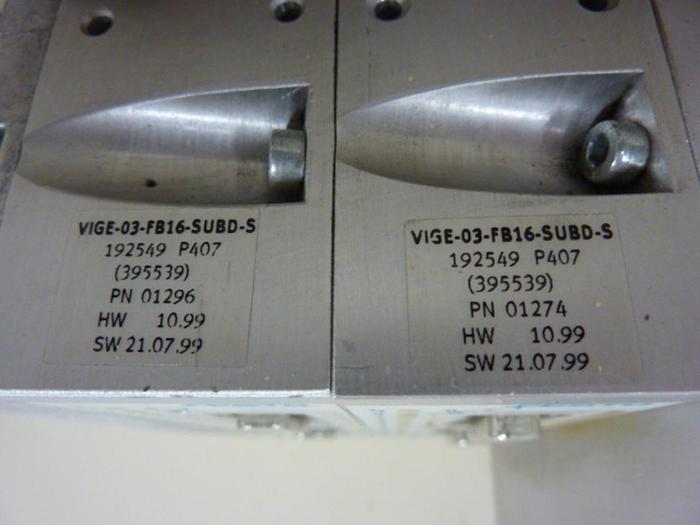 VIGE-03-FB16-SUBD-S
192549 P407
(395539)
PN 01296
HW 10.99
SW 21.07.99
VIGE-03-FB16-SUBD-S
192549 P407
(395539)
PN 01274
HW 10.99
SW 21.07.99